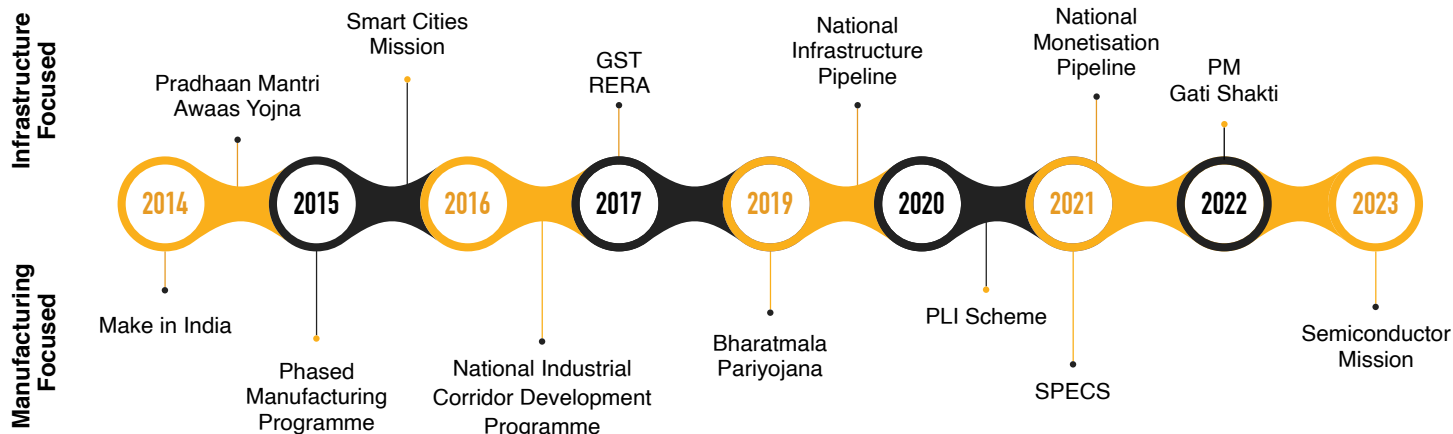 Infrastructure
Focused
Pradhaan Mantri
Awaas Yojna
Smart Cities
Mission
GST
RERA
National
Infrastructure
Pipeline
National
Monetisation
Pipeline
PM
Gati Shakti
2014
2015
2016
2017
2019
2020
2021
2022
2023
Manufacturing
Focused
Make in India
Phased
Manufacturing
Programme
National Industrial
Corridor Development
Programme
Bharatmala
Pariyojana
PLI Scheme
SPECS
Semiconductor
Mission